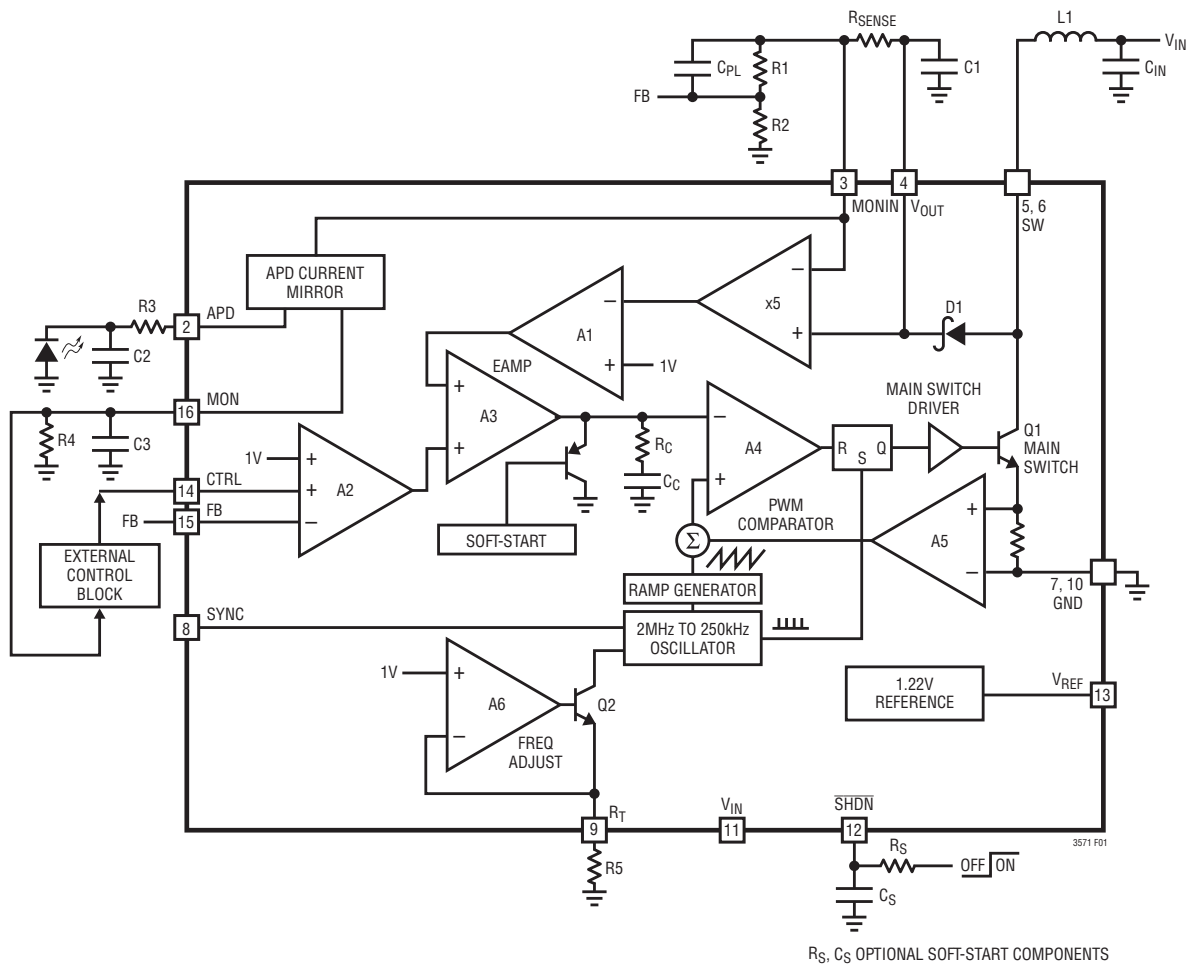 RSENSE
L1
VIN
CPL
R1
C1
CIN
FB
R2
3
4
MONIN
VOUT
5, 6
SW
APD CURRENT
MIRROR
R3
APD
2
C2
x5
D1
A1
1V
EAMP
A3
MON
16
R4
C3
MAIN SWITCH
DRIVER
Q1
MAIN
SWITCH
A4
R
S
Q
RC
CC
1V
CTRL
14
A2
FB
FB
15
PWM
COMPARATOR
SOFT-START
Σ
A5
EXTERNAL
CONTROL
BLOCK
RAMP GENERATOR
7, 10
GND
SYNC
8
2MHz TO 250kHz
OSCILLATOR
1V
A6
Q2
FREQ
ADJUST
1.22V
REFERENCE
VREF
13
RT
9
VIN
11
SHDN
12
3571 F01
R5
RS
OFF ON
CS
RS, CS OPTIONAL SOFT-START COMPONENTS